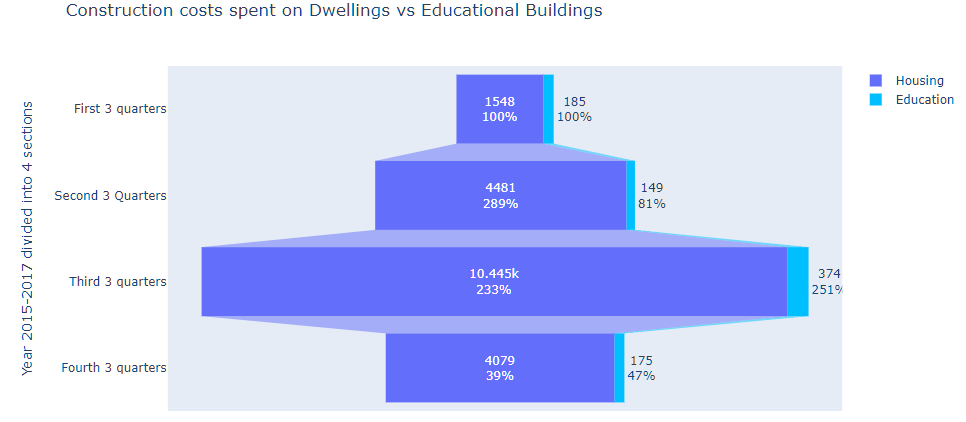 Construction costs spent on Dwellings vs Educational Buildings
Housing
Education
Year 2015-2017 divided into 4 sections
First 3 quarters
1548
100%
185
100%
Second 3 Quarters
4481
289%
149
81%
Third 3 quarters
10.445k
233%
374
251%
Fourth 3 quarters
4079
39%
175
47%